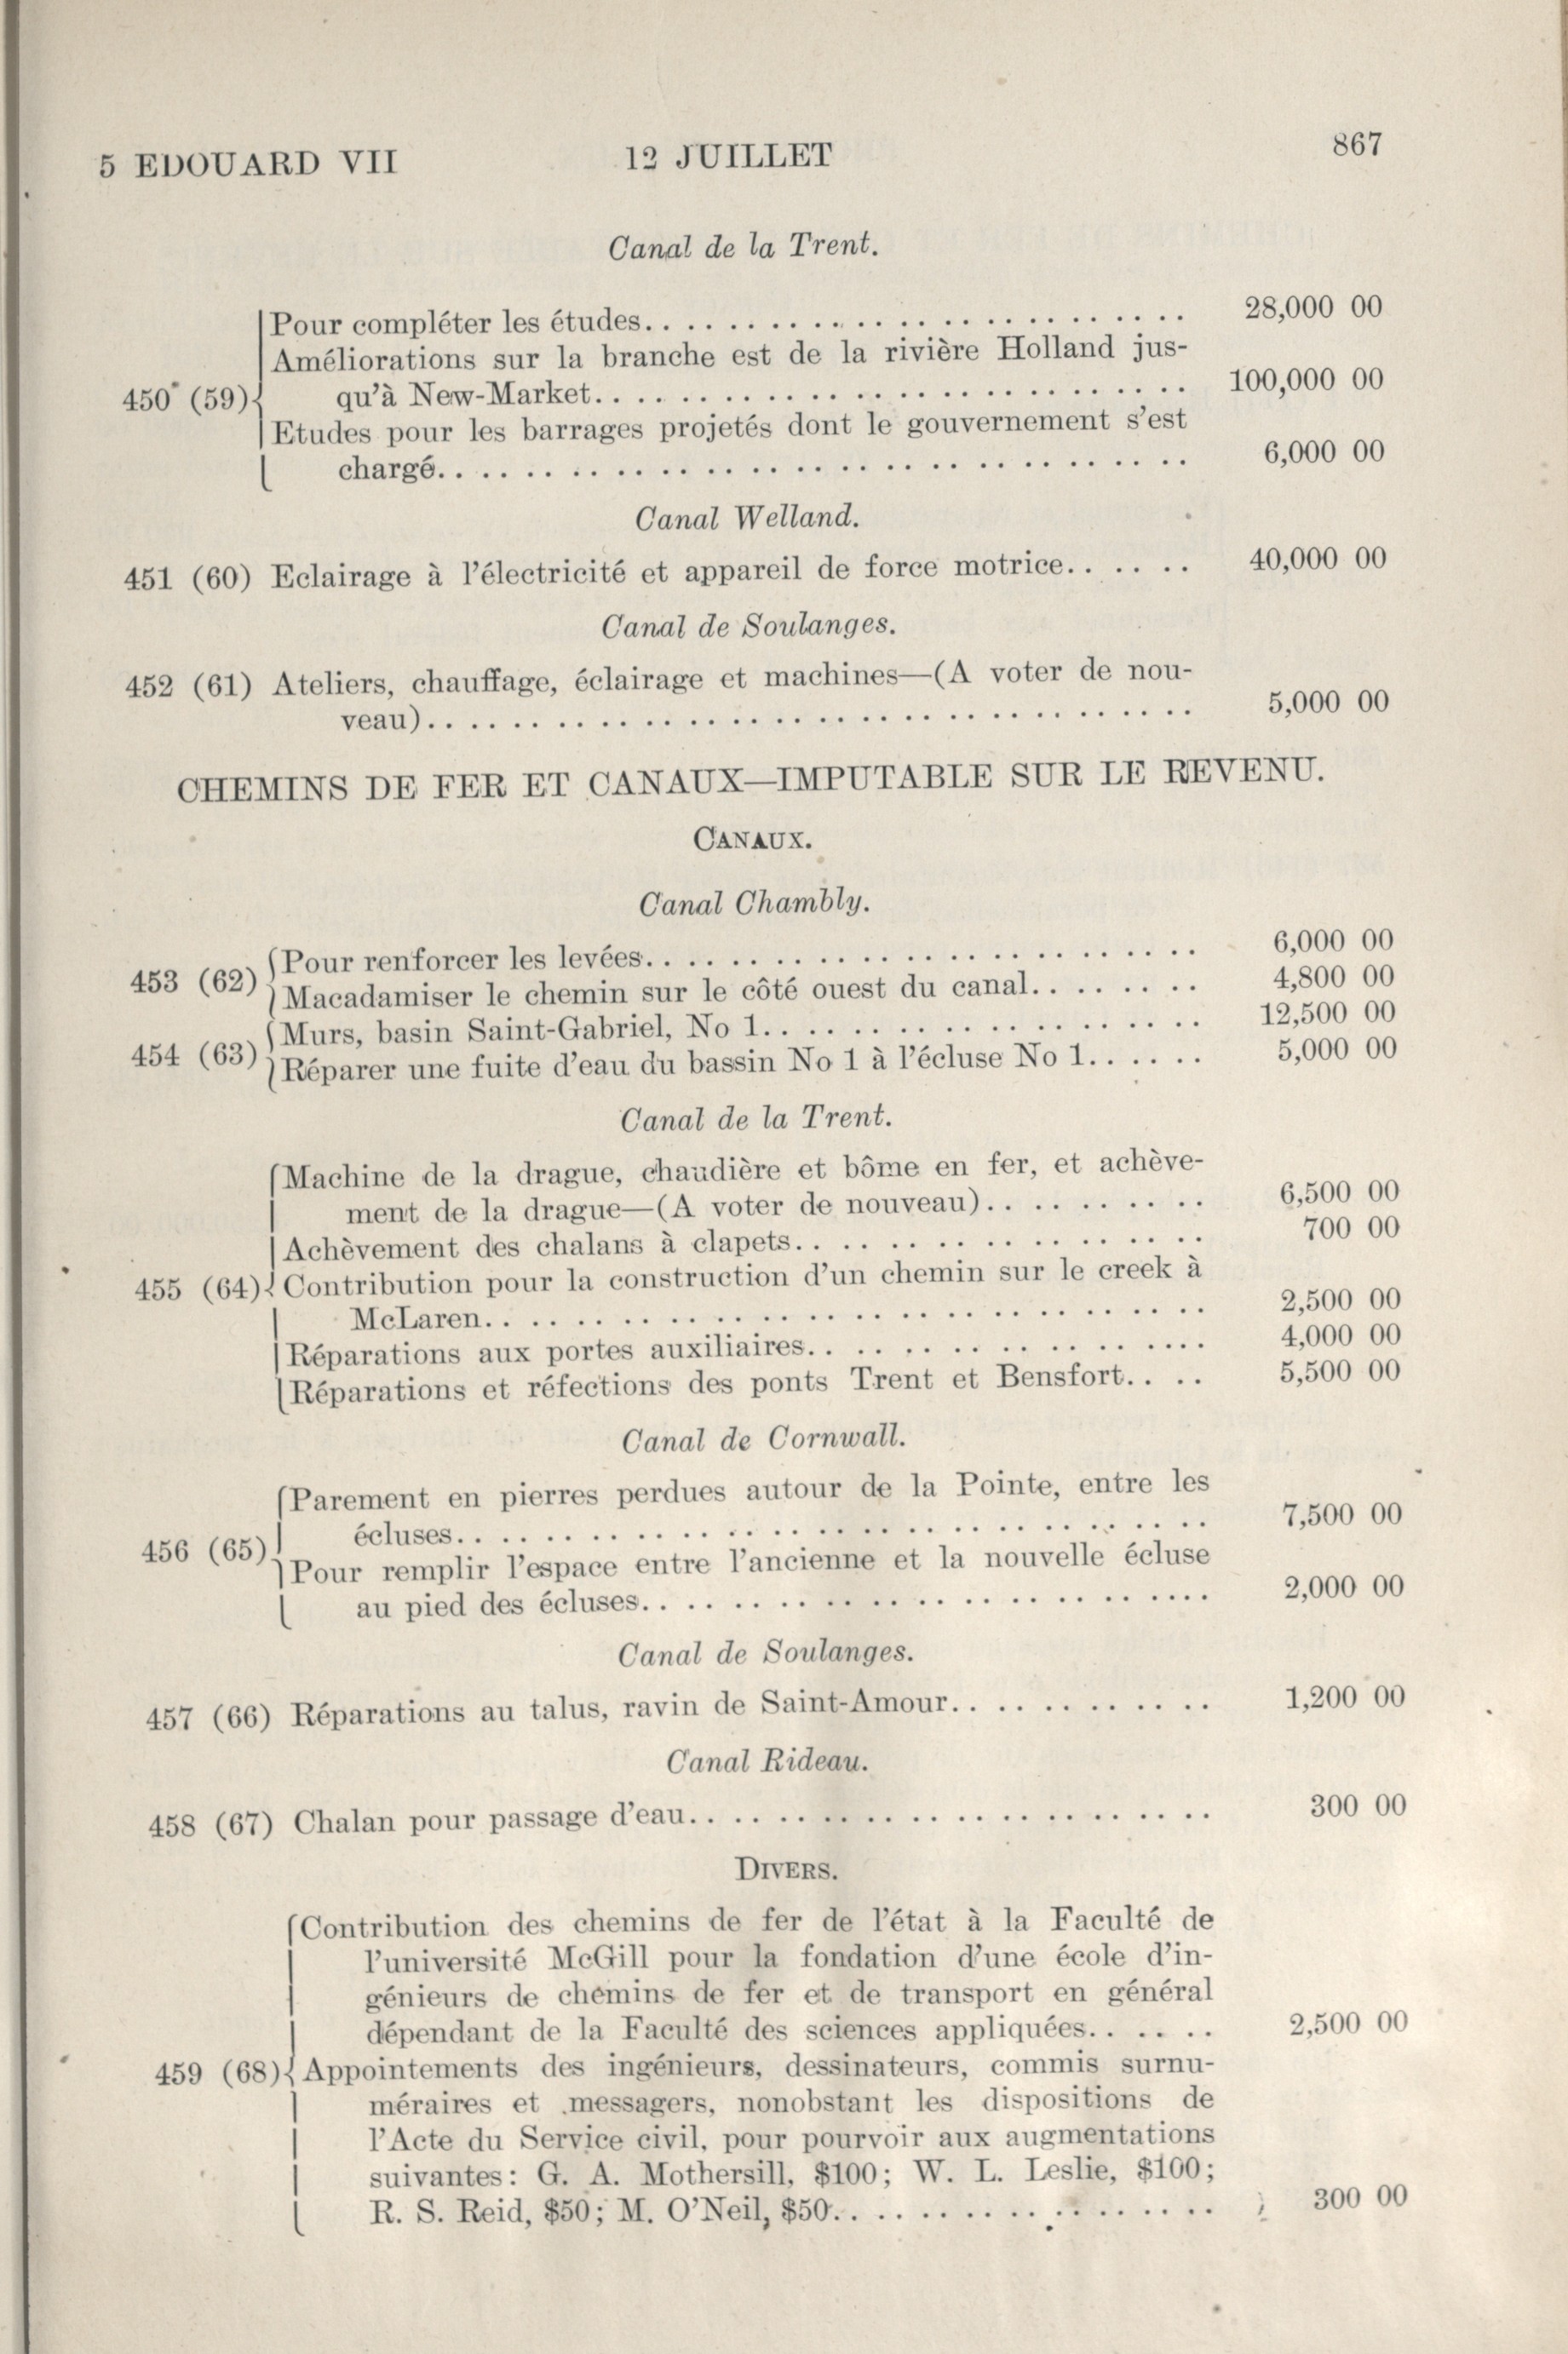 5 EDOUARD VII 12 JUILLET 867
Canal de la Trent.
Pour compléter les études.. .. .. .. .. .. .. .. .. .. .. .. .. 28,000 00
Améliorations sur la branche est de la rivière Holland jus-
450 (59) qu'à New-Market.. .. .. .. .. .. .. .. .. .. .. .. .. .. 100,000 00
Etudes pour les barrages projetés dont le gouvernement s'est
chargé.. .. .. .. .. .. .. .. .. .. .. .. .. .. .. .. .. 6,000 00
Canal Welland.
451 (60) Eclairage à l'électricité et appareil de force motrice.. .. .. .. 40,000 00
Canal de Soulanges.
452 (61) Ateliers, chauffage, éclairage et machines—(A voter de nou-
veau).. .. .. .. .. .. .. .. .. .. .. .. .. .. .. .. .. .. 5,000 00
CHEMINS DE FER ET CANAUX—IMPUTABLE SUR LE REVENU.
CANAUX.
Canal Chambly.
453 (62) Pour renforcer les levées.. .. .. .. .. .. .. .. .. .. .. .. .. 6,000 00
Macadamiser le chemin sur le côté ouest du canal.. .. .. .. 4,800 00
454 (63) Murs, basin Saint-Gabriel, No 1.. .. .. .. .. .. .. .. .. .. 12,500 00
Réparer une fuite d'eau du bassin No 1 à l'écluse No 1.. .. .. 5,000 00
Canal de la Trent.
Machine de la drague, chaudière et bôme en fer, et achève-
ment de la drague—(A voter de nouveau).. .. .. .. .. .. 6,500 00
Achèvement des chalans à clapets.. .. .. .. .. .. .. .. .. .. 700 00
455 (64) Contribution pour la construction d'un chemin sur le creek à
McLaren.. .. .. .. .. .. .. .. .. .. .. .. .. .. .. .. .. 2,500 00
Réparations aux portes auxiliaires.. .. .. .. .. .. .. .. .... 4,000 00
Réparations et réfections des ponts Trent et Bensfort.. .. 5,500 00
Canal de Cornwall.
Parement en pierres perdues autour de la Pointe, entre les
456 (65) écluses.. .. .. .. .. .. .. .. .. .. .. .. .. .. .. .. .. 7,500 00
Pour remplir l'espace entre l'ancienne et la nouvelle écluse
au pied des écluses.. .. .. .. .. .. .. .. .. .. .. .. .... 2,000 00
Canal de Soulanges.
457 (66) Réparations au talus, ravin de Saint-Amour.. .. .. .. .. .. 1,200 00
Canal Rideau.
458 (67) Chalan pour passage d'eau.. .. .. .. .. .. .. .. .. .. .. .. 300 00
DIVERS.
Contribution des chemins de fer de l'état à la Faculté de
l'université McGill pour la fondation d'une école d'in-
génieurs de chemins de fer et de transport en général
dépendant de la Faculté des sciences appliquées.. .. .. .. 2,500 00
459 (68) Appointements des ingénieurs, dessinateurs, commis surnu-
méraires et messagers, nonobstant les dispositions de
l'Acte du Service civil, pour pourvoir aux augmentations
suivantes: G. A. Mothersill, $100; W. L. Leslie, $100;
R. S. Reid, $50; M. O'Neil, $50.. .. .. .. .. .. .. .. .. 300 00